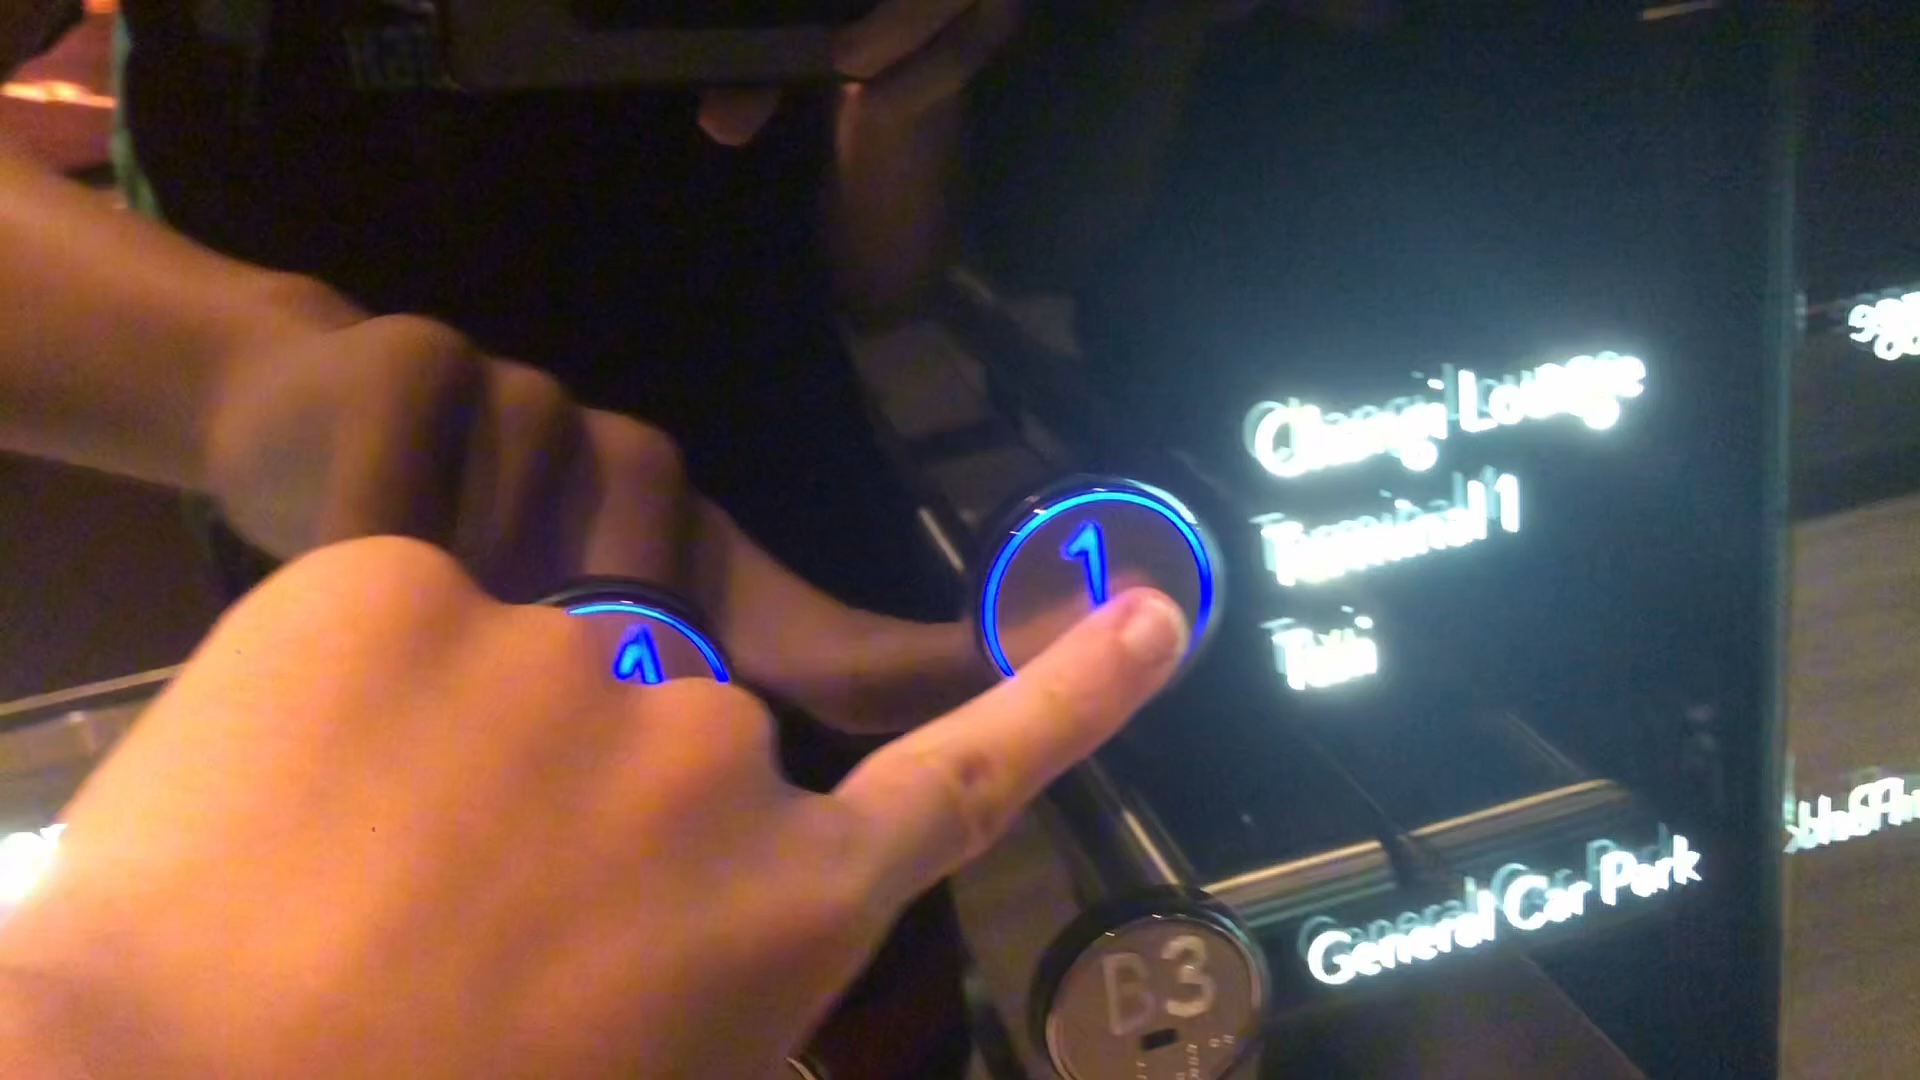 Changi Lounge
Terminal 1
Taxi
1
1
General Car Park
B3